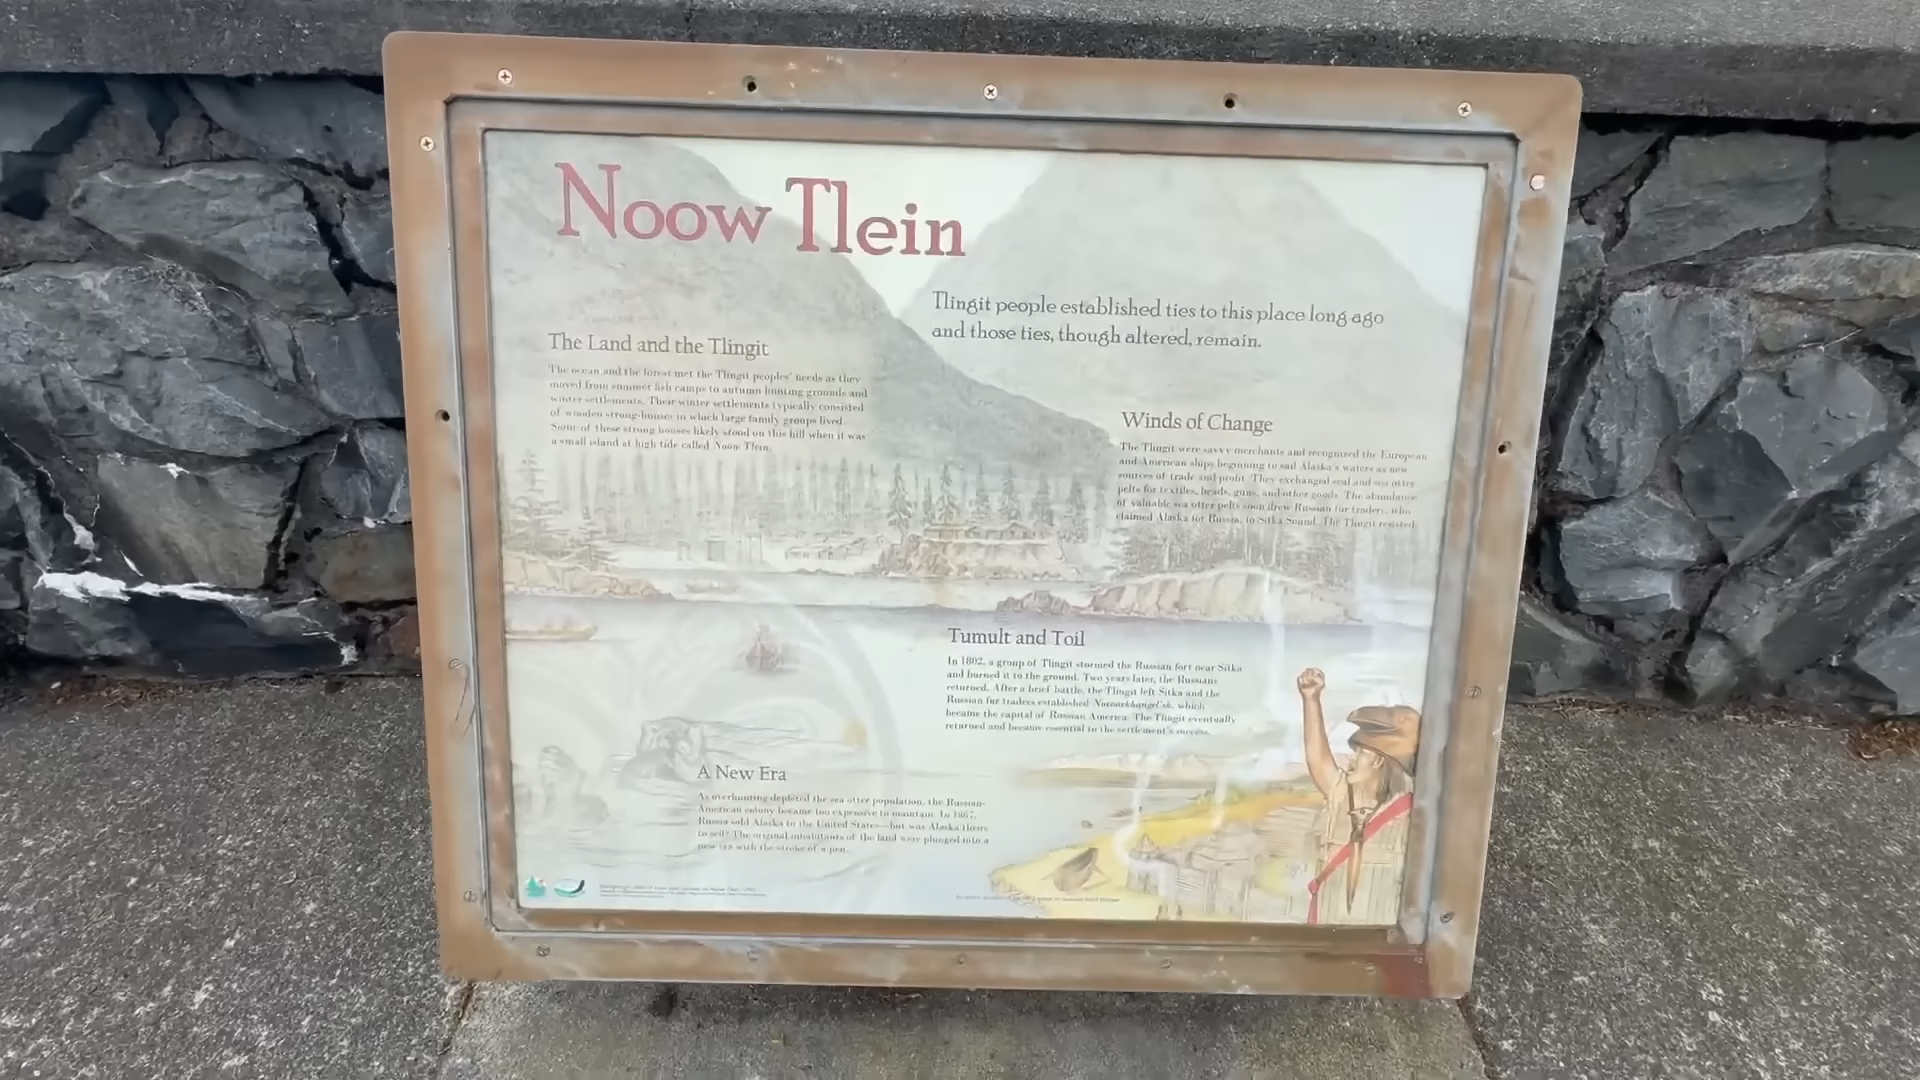 Noow Tlein
Tlingit people established ties to this place long ago
and those ties, though altered, remain.
The Land and the Tlingit
The ocean and the forest met the Tlingit peoples' needs as they
moved from summer fish camps to autumn hunting grounds and
winter settlements. Their winter settlements typically consisted
of wooden strong-houses in which large family groups lived.
Some of these strong houses likely stood on this hill when it was
a small island at high tide called Noow Tlein.
Winds of Change
The Tlingit were savvy merchants and recognized the European
and American ships beginning to sail Alaska's waters as new
sources of trade and profit. They exchanged seal and sea otter
pelts for textiles, beads, guns, and other goods. The abundance
of valuable sea otter pelts soon drew Russian fur traders, who
claimed Alaska for Russia, to Sitka Sound. The Tlingit resisted.
Tumult and Toil
In 1802, a group of Tlingit stormed the Russian fort near Sitka
and burned it to the ground. Two years later, the Russians
returned. After a brief battle, the Tlingit left Sitka and the
Russian fur traders established Novoarkhangel'sk, which
became the capital of Russian America. The Tlingit eventually
returned and became essential to the settlement's success.
A New Era
As overhunting depleted the sea otter population, the Russian-
American colony became too expensive to maintain. In 1867,
Russia sold Alaska to the United States—but was Alaska theirs
to sell? The original inhabitants of the land were plunged into a
new era with the stroke of a pen.